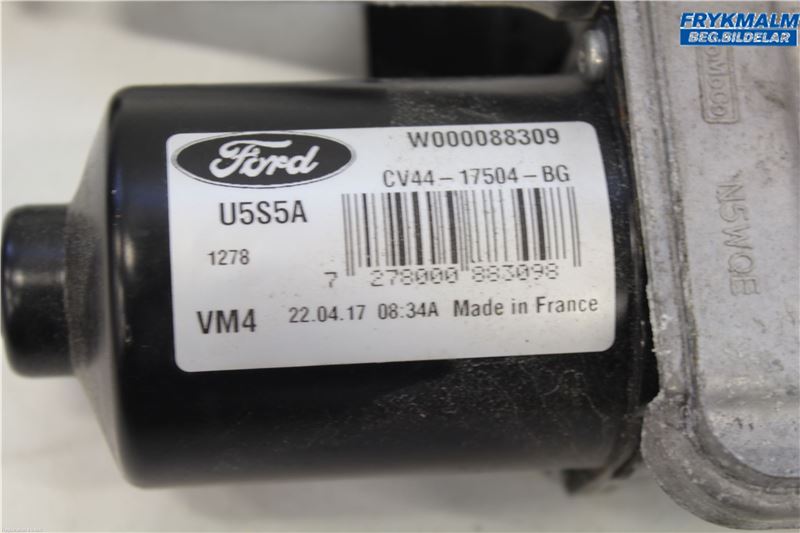 FRYKMALM
BEG.BILDELAR
Ford
W000088309
CV44-17504-BG
U5S5A
1278
7 278000 883098
VM4 22.04.17 08:34A Made in France
N5WQE